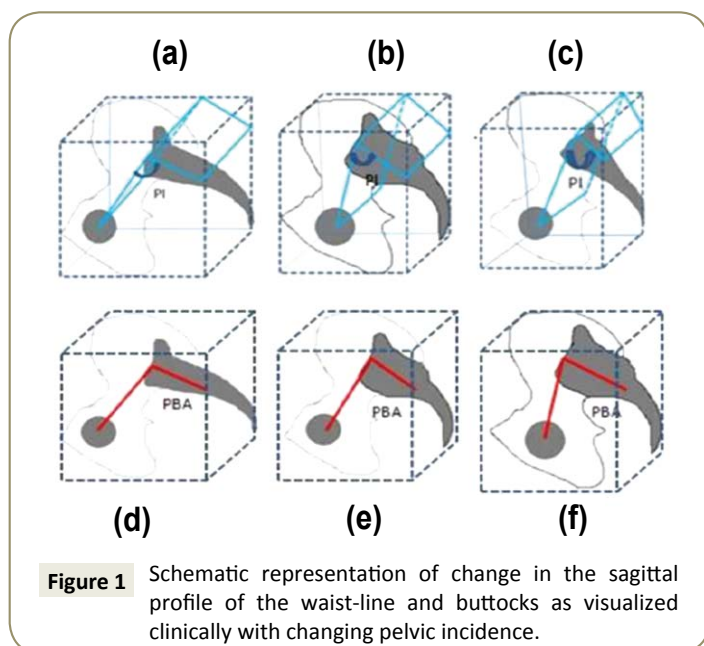 (a) (b) (c)
PI PI PI
PBA PBA PBA
(d) (e) (f)
Figure 1 Schematic representation of change in the sagittal
profile of the waist-line and buttocks as visualized
clinically with changing pelvic incidence.